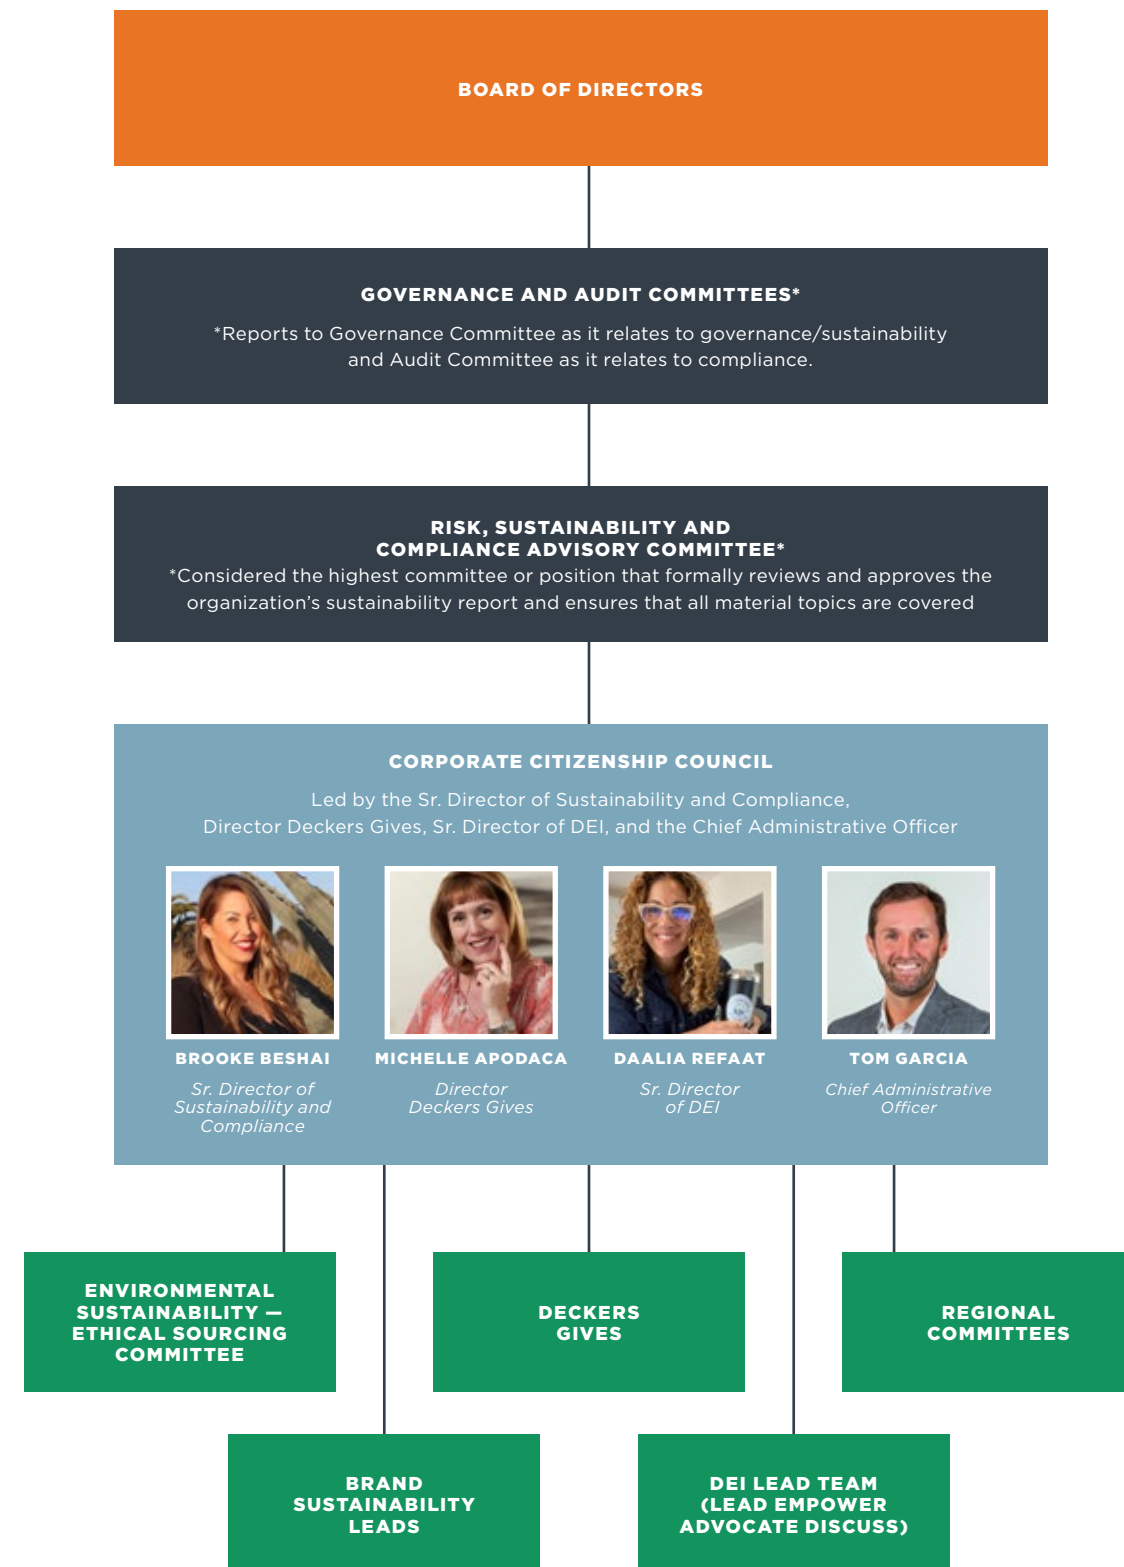 BOARD OF DIRECTORS
GOVERNANCE AND AUDIT COMMITTEES*
*Reports to Governance Committee as it relates to governance/sustainability
and Audit Committee as it relates to compliance.
RISK, SUSTAINABILITY AND
COMPLIANCE ADVISORY COMMITTEE*
*Considered the highest committee or position that formally reviews and approves the
organization’s sustainability report and ensures that all material topics are covered
CORPORATE CITIZENSHIP COUNCIL
Led by the Sr. Director of Sustainability and Compliance,
Director Deckers Gives, Sr. Director of DEI, and the Chief Administrative Officer
BROOKE BESHAI
Sr. Director of
Sustainability and
Compliance
MICHELLE APODACA
Director
Deckers Gives
DAALIA REFAAT
Sr. Director
of DEI
TOM GARCIA
Chief Administrative
Officer
ENVIRONMENTAL
SUSTAINABILITY —
ETHICAL SOURCING
COMMITTEE
DECKERS
GIVES
REGIONAL
COMMITTEES
BRAND
SUSTAINABILITY
LEADS
DEI LEAD TEAM
(LEAD EMPOWER
ADVOCATE DISCUSS)